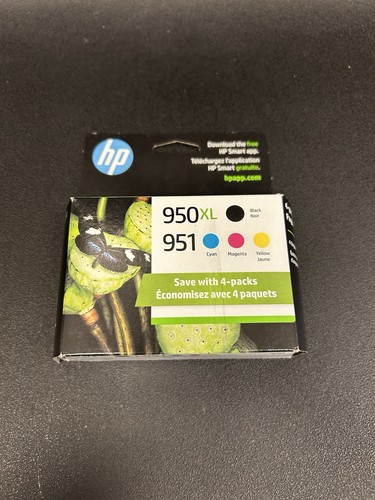 hp
Download the free
HP Smart app.
Téléchargez l'application
HP Smart gratuite.
hpapp.com
950XL
Black
Noir
951
Cyan
Magenta
Yellow
Jaune
Save with 4-packs
Économisez avec 4 paquets